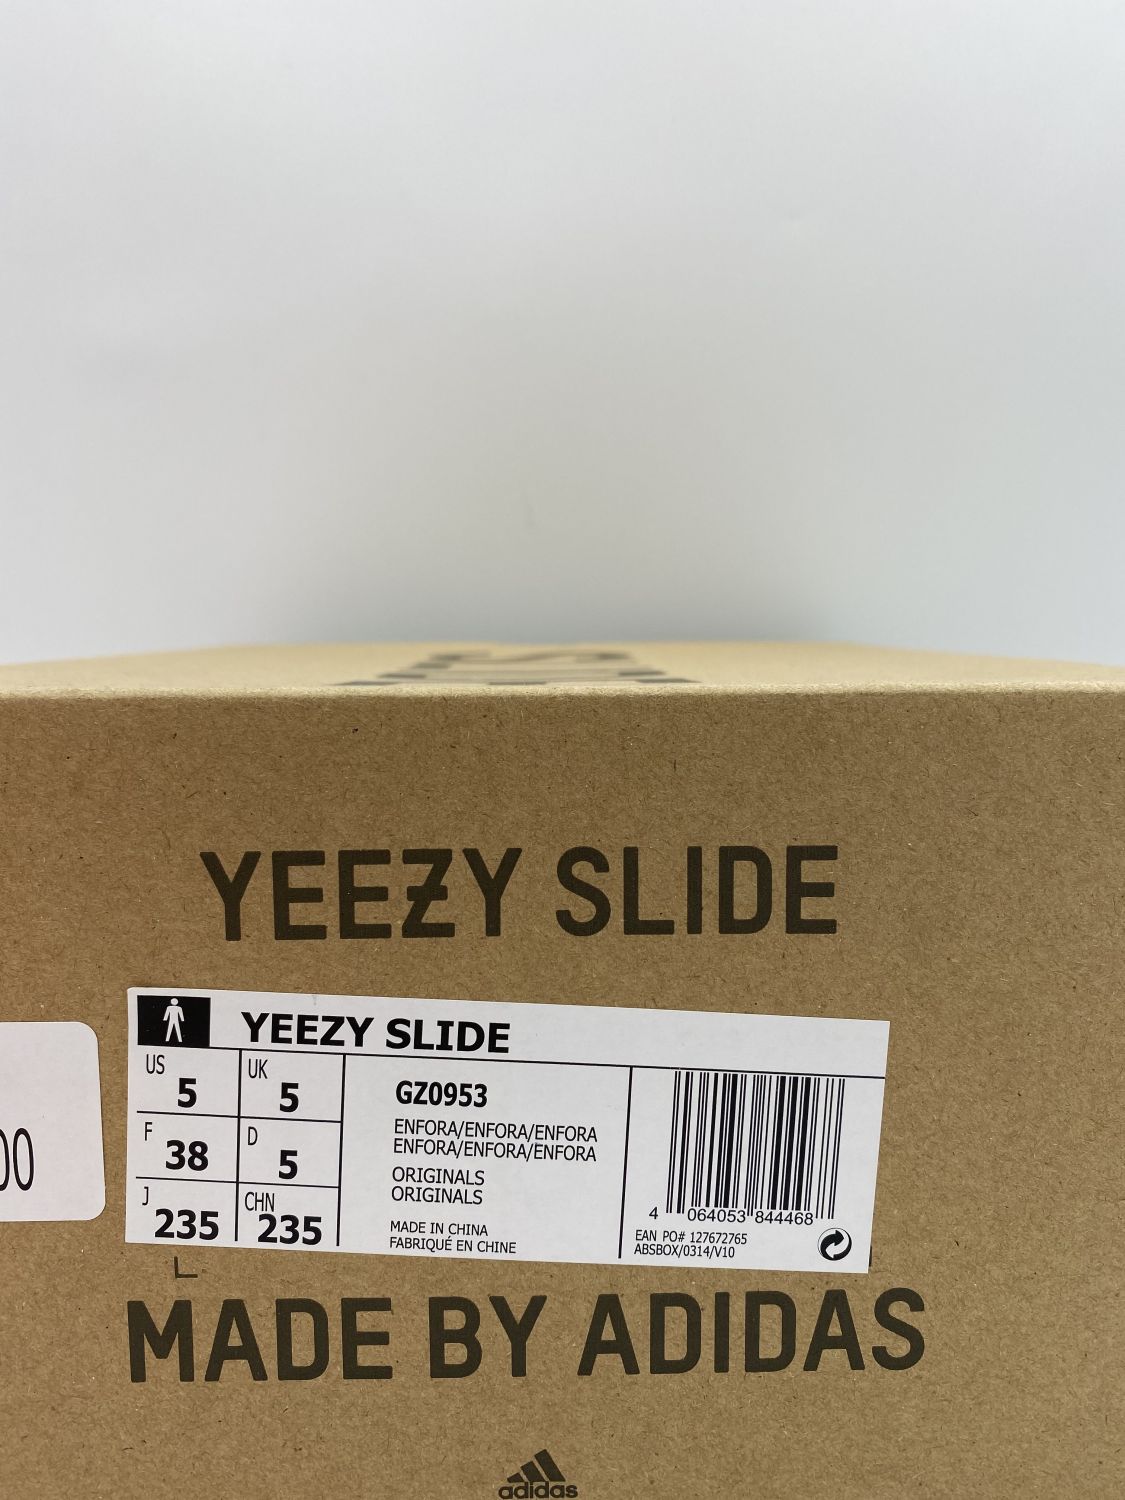 YEEZY SLIDE
YEEZY SLIDE
US 5 UK 5
F 38 D 5
J 235 CHN 235
GZ0953
ENFORA/ENFORA/ENFORA
ENFORA/ENFORA/ENFORA
ORIGINALS
ORIGINALS
MADE IN CHINA
FABRIQUÉ EN CHINE
4 064053 844468
EAN PO# 127672765
ABSBOX/0314/V10
00
MADE BY ADIDAS
adidas